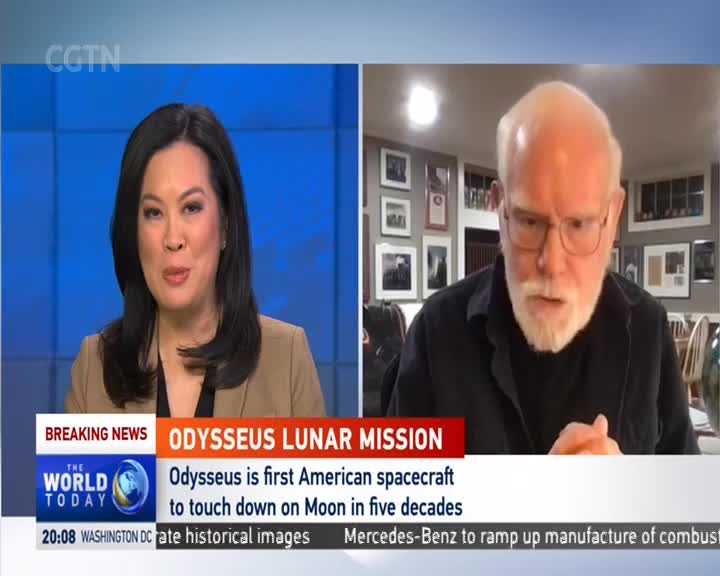 CGTN
BREAKING NEWS
ODYSSEUS LUNAR MISSION
THE
WORLD
TODAY
Odysseus is first American spacecraft
to touch down on Moon in five decades
20:08 WASHINGTON DC
rate historical images Mercedes-Benz to ramp up manufacture of combust